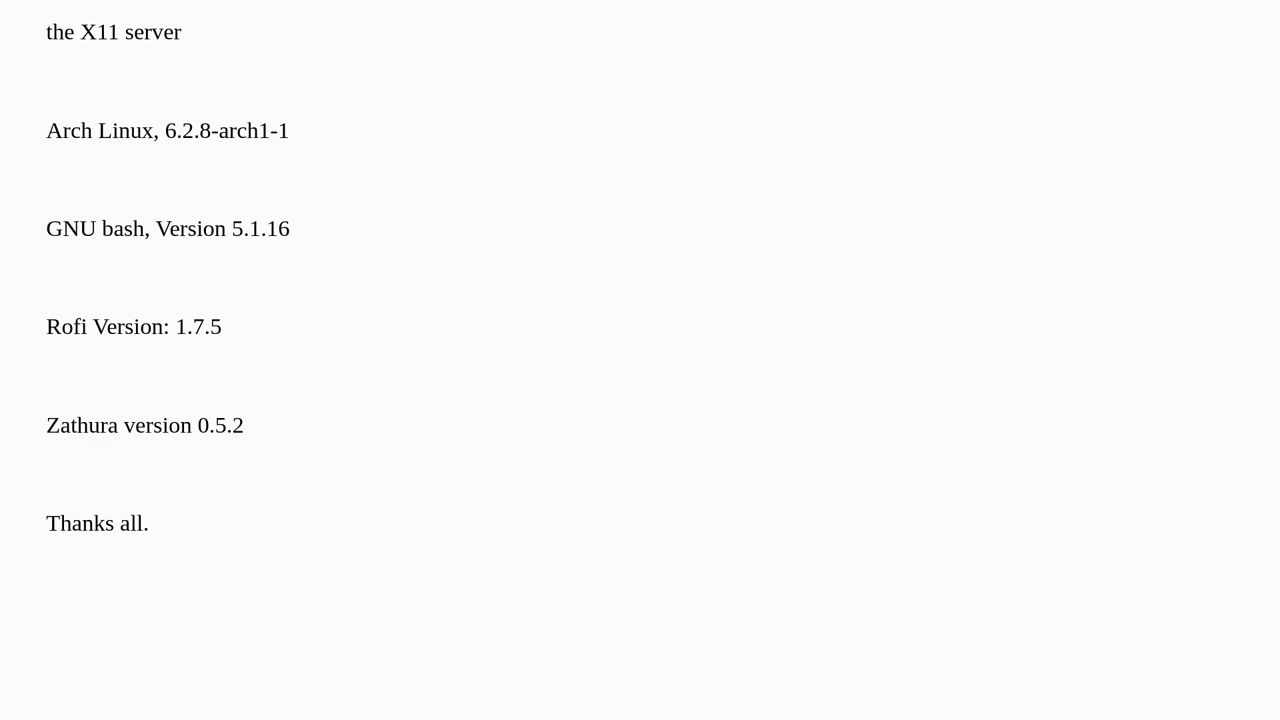 the X11 server
Arch Linux, 6.2.8-arch1-1
GNU bash, Version 5.1.16
Rofi Version: 1.7.5
Zathura version 0.5.2
Thanks all.